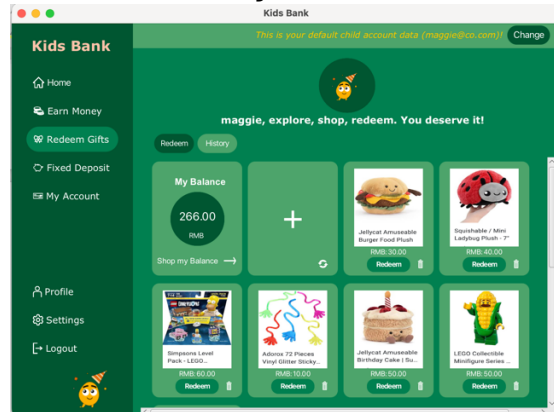 Kids Bank
Kids Bank
This is your default child account data (maggie@co.com)!
Change
Home
Earn Money
Redeem Gifts
Fixed Deposit
My Account
Profile
Settings
Logout
maggie, explore, shop, redeem. You deserve it!
Redeem
History
My Balance
266.00
RMB
Shop my Balance
Jellycat Amuseable
Burger Food Plush
RMB:30.00
Redeem
Squishable / Mini
Ladybug Plush - 7"
RMB:40.00
Redeem
Simpsons Level
Pack - LEGO...
RMB:60.00
Redeem
Adorox 72 Pieces
Vinyl Glitter Sticky...
RMB:10.00
Redeem
Jellycat Amuseable
Birthday Cake | Su...
RMB:50.00
Redeem
LEGO Collectible
Minifigure Series ...
RMB:50.00
Redeem